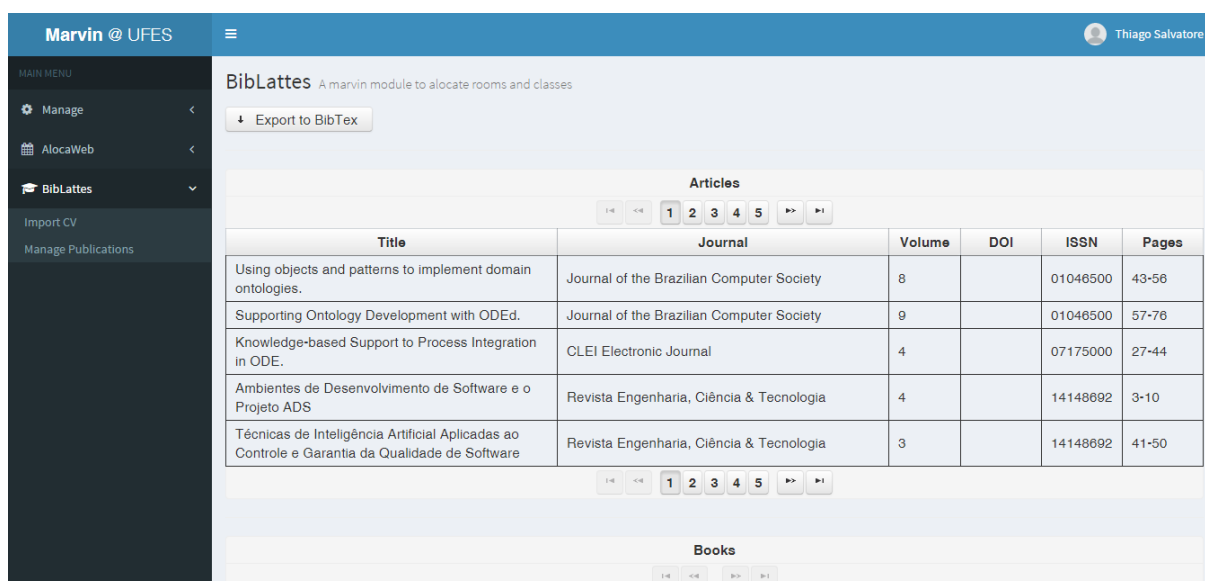 Marvin @ UFES
Thiago Salvatore
MAIN MENU
Manage
AlocaWeb
BibLattes
Import CV
Manage Publications
BibLattes A marvin module to alocate rooms and classes
Export to BibTex
Articles
1 2 3 4 5
Title Journal Volume DOI ISSN Pages
Using objects and patterns to implement domain
ontologies.
Journal of the Brazilian Computer Society 8 01046500 43-56
Supporting Ontology Development with ODEd. Journal of the Brazilian Computer Society 9 01046500 57-76
Knowledge-based Support to Process Integration
in ODE.
CLEI Electronic Journal 4 07175000 27-44
Ambientes de Desenvolvimento de Software e o
Projeto ADS
Revista Engenharia, Ciência & Tecnologia 4 14148692 3-10
Técnicas de Inteligência Artificial Aplicadas ao
Controle e Garantia da Qualidade de Software
Revista Engenharia, Ciência & Tecnologia 3 14148692 41-50
1 2 3 4 5
Books